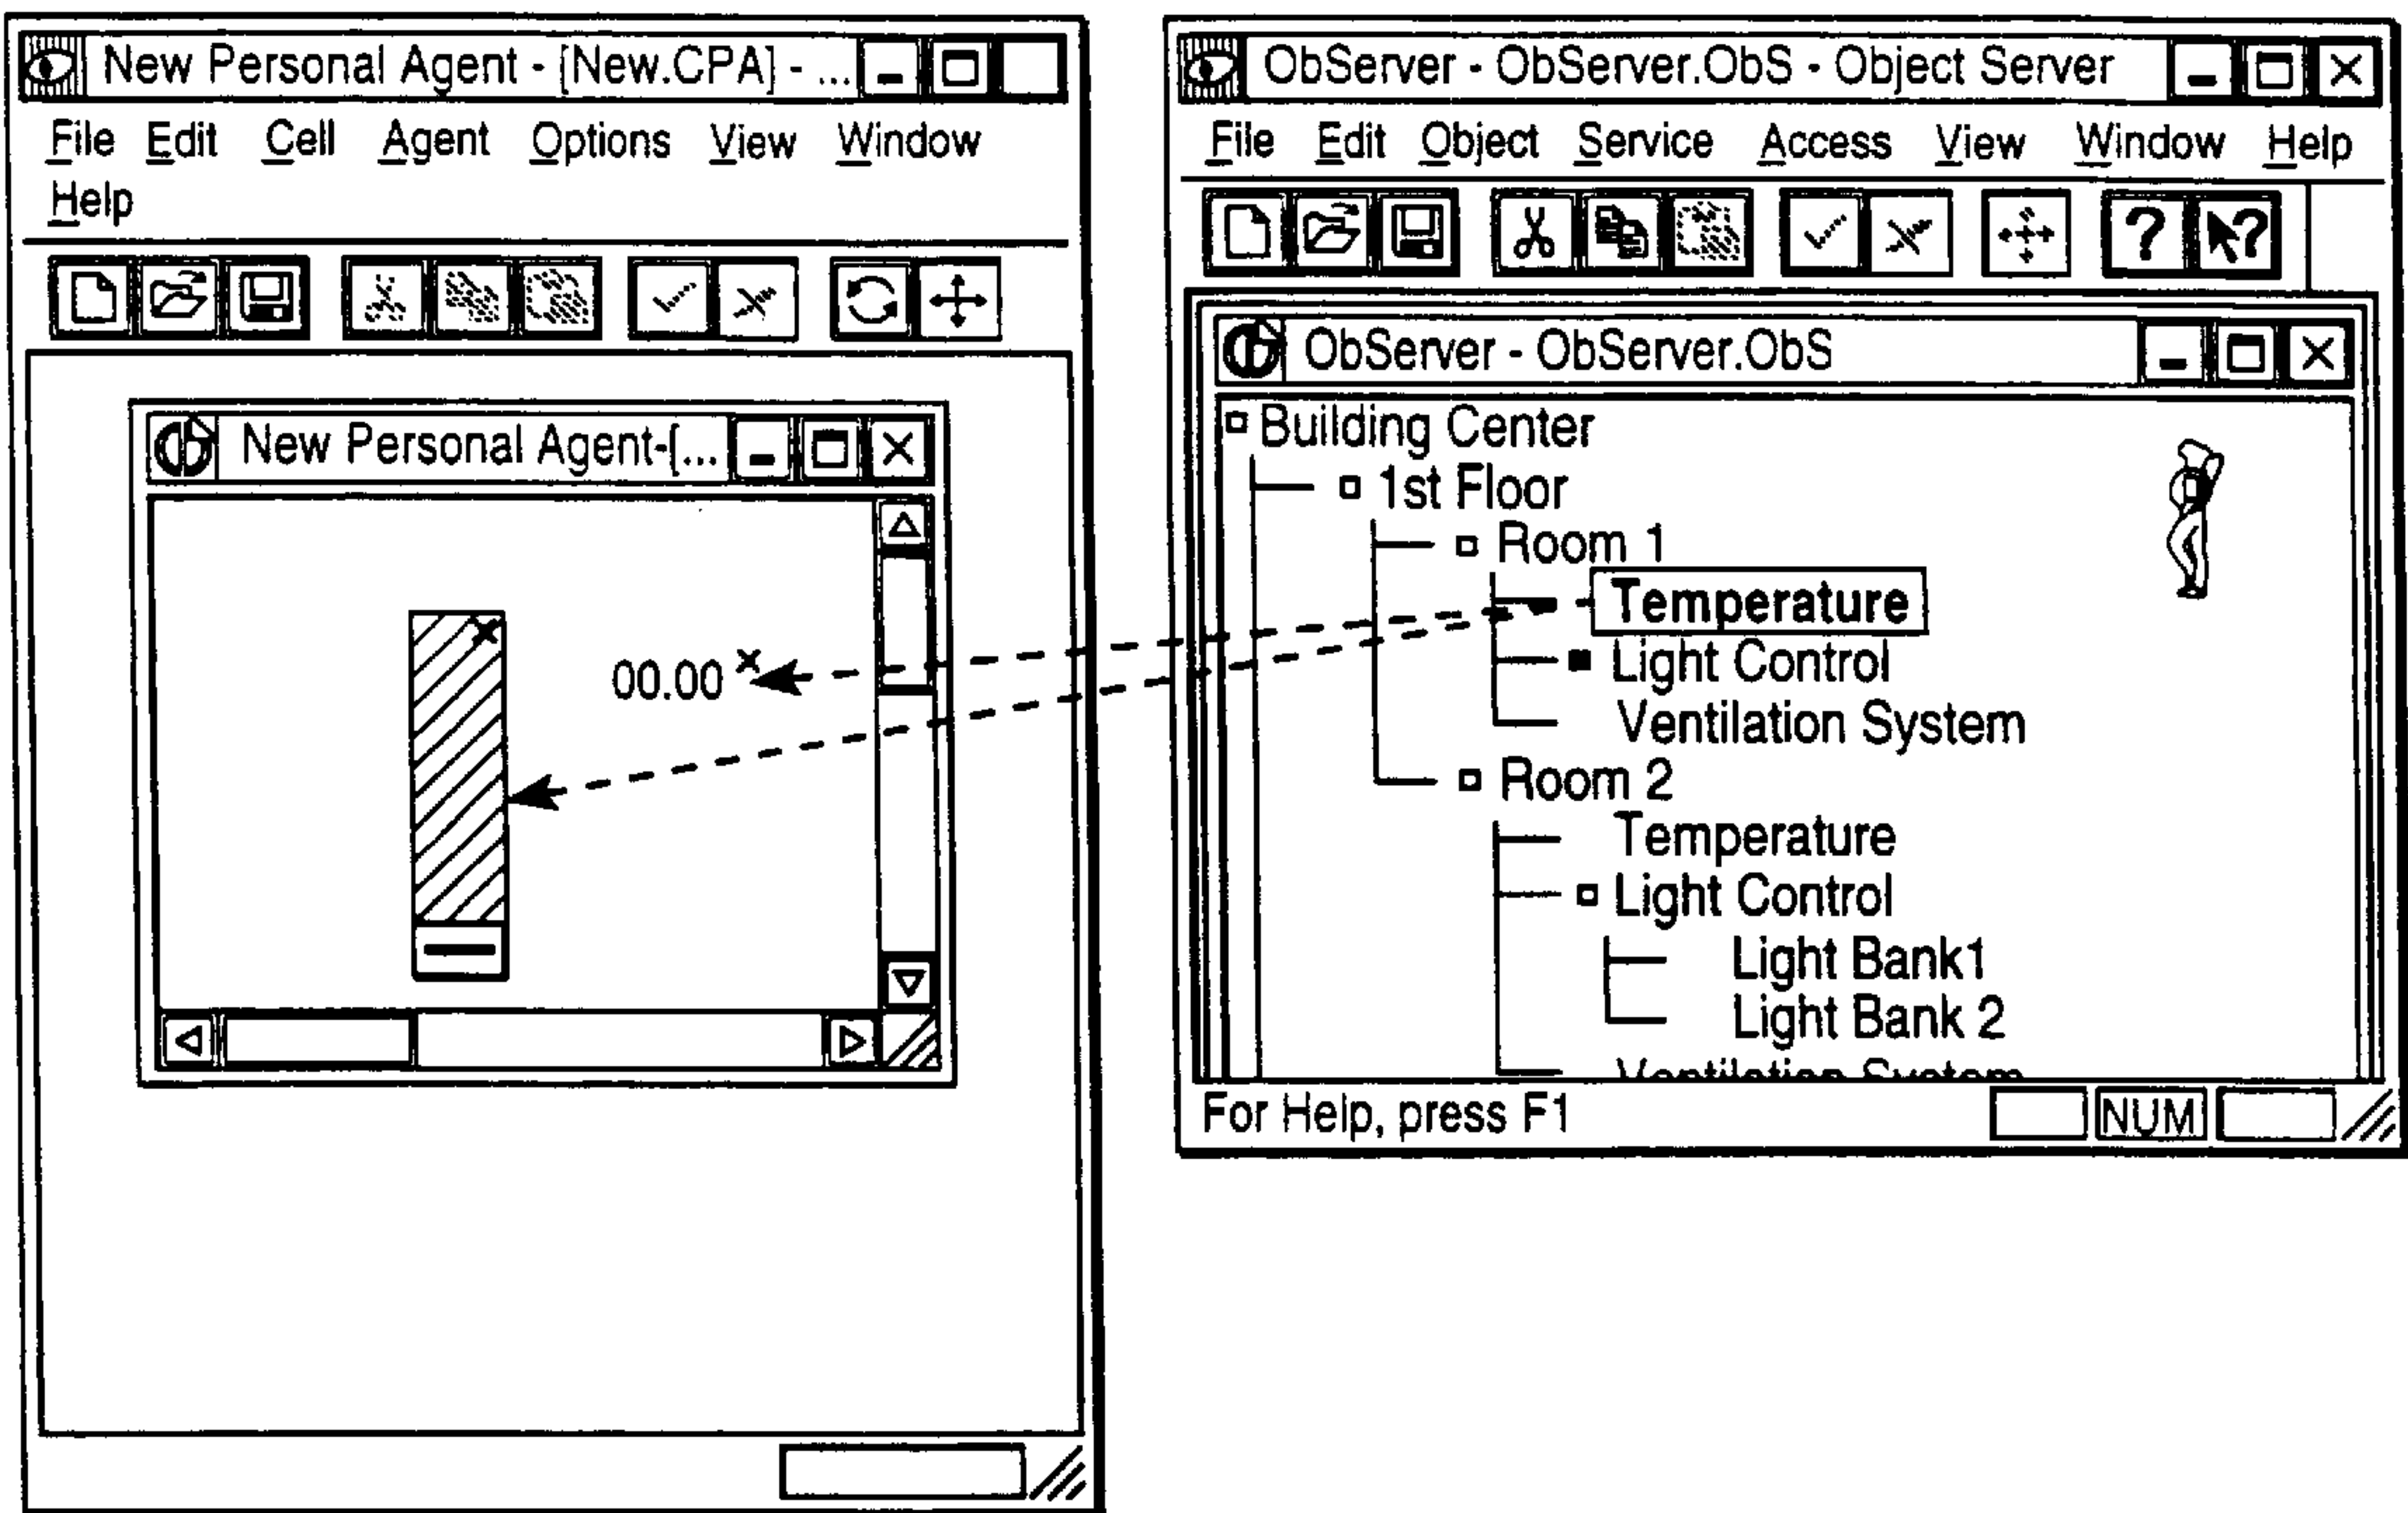 New Personal Agent - [New.CPA] - ...
File Edit Cell Agent Options View Window
Help
New Personal Agent-[...
00.00
ObServer - ObServer.ObS - Object Server
File Edit Object Service Access View Window Help
? ?
ObServer - ObServer.ObS
Building Center
1st Floor
Room 1
Temperature
Light Control
Ventilation System
Room 2
Temperature
Light Control
Light Bank1
Light Bank 2
Ventilation System
For Help, press F1
NUM